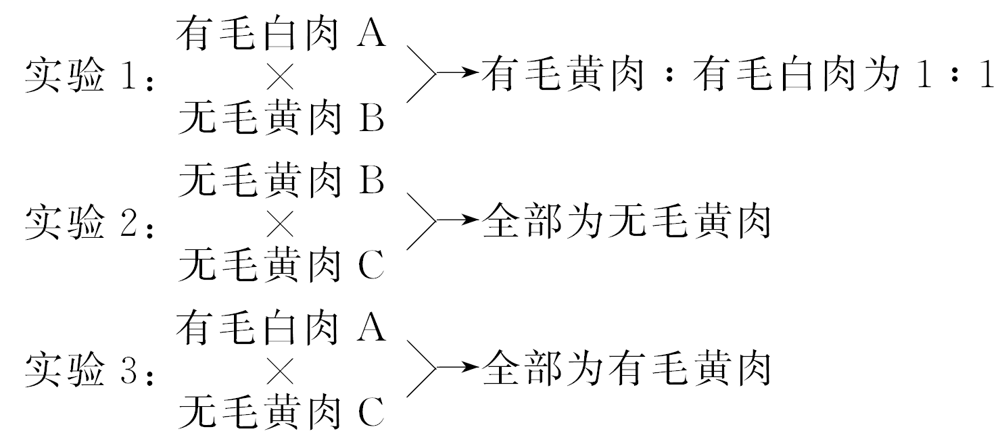 有毛白肉 A
实验 1： × →有毛黄肉∶有毛白肉为 1∶1
无毛黄肉 B
无毛黄肉 B
实验 2： × →全部为无毛黄肉
无毛黄肉 C
有毛白肉 A
实验 3： × →全部为有毛黄肉
无毛黄肉 C